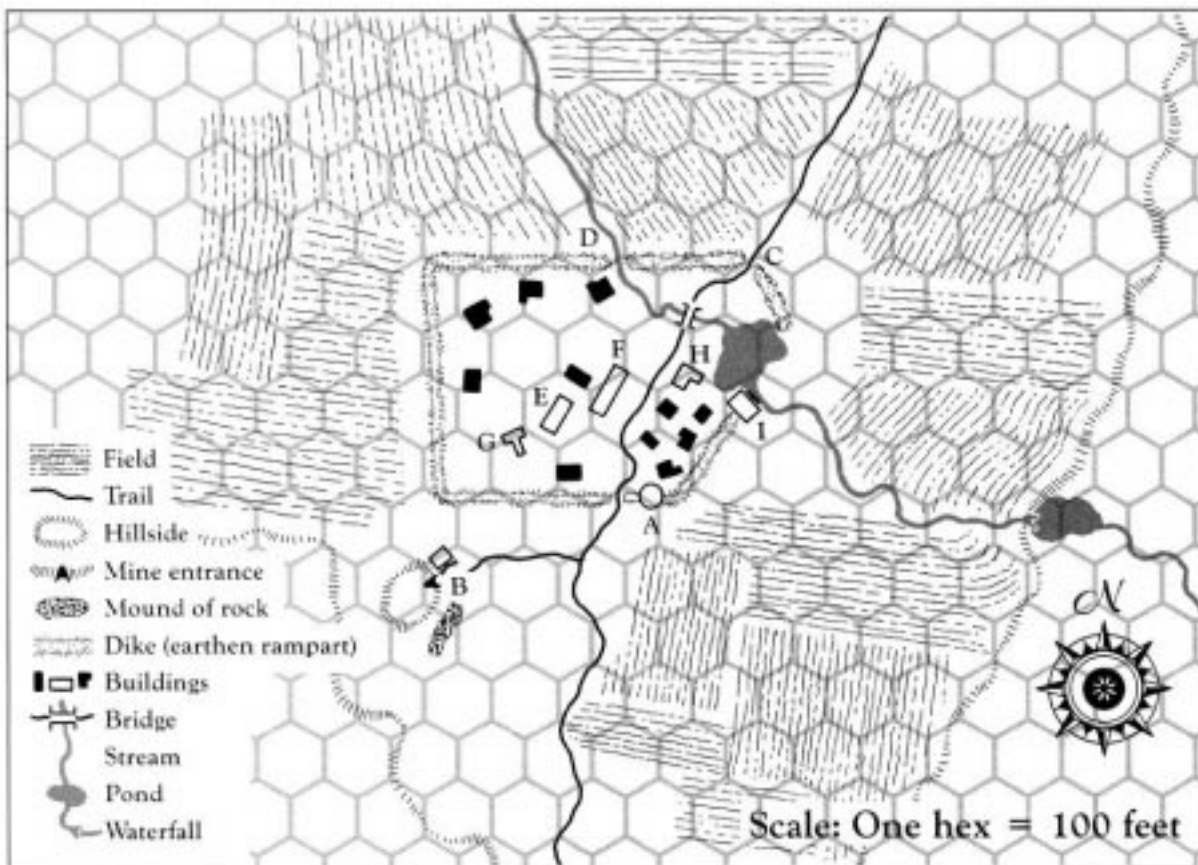 D
C
F
H
E
I
G
A
B
Field
Trail
Hillside
Mine entrance
Mound of rock
Dike (earthen rampart)
Buildings
Bridge
Stream
Pond
Waterfall
N
Scale: One hex = 100 feet